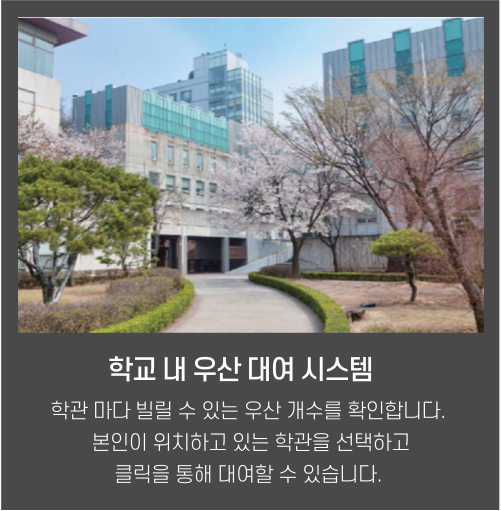 학교 내 우산 대여 시스템
학관 마다 빌릴 수 있는 우산 개수를 확인합니다.
본인이 위치하고 있는 학관을 선택하고
클릭을 통해 대여할 수 있습니다.